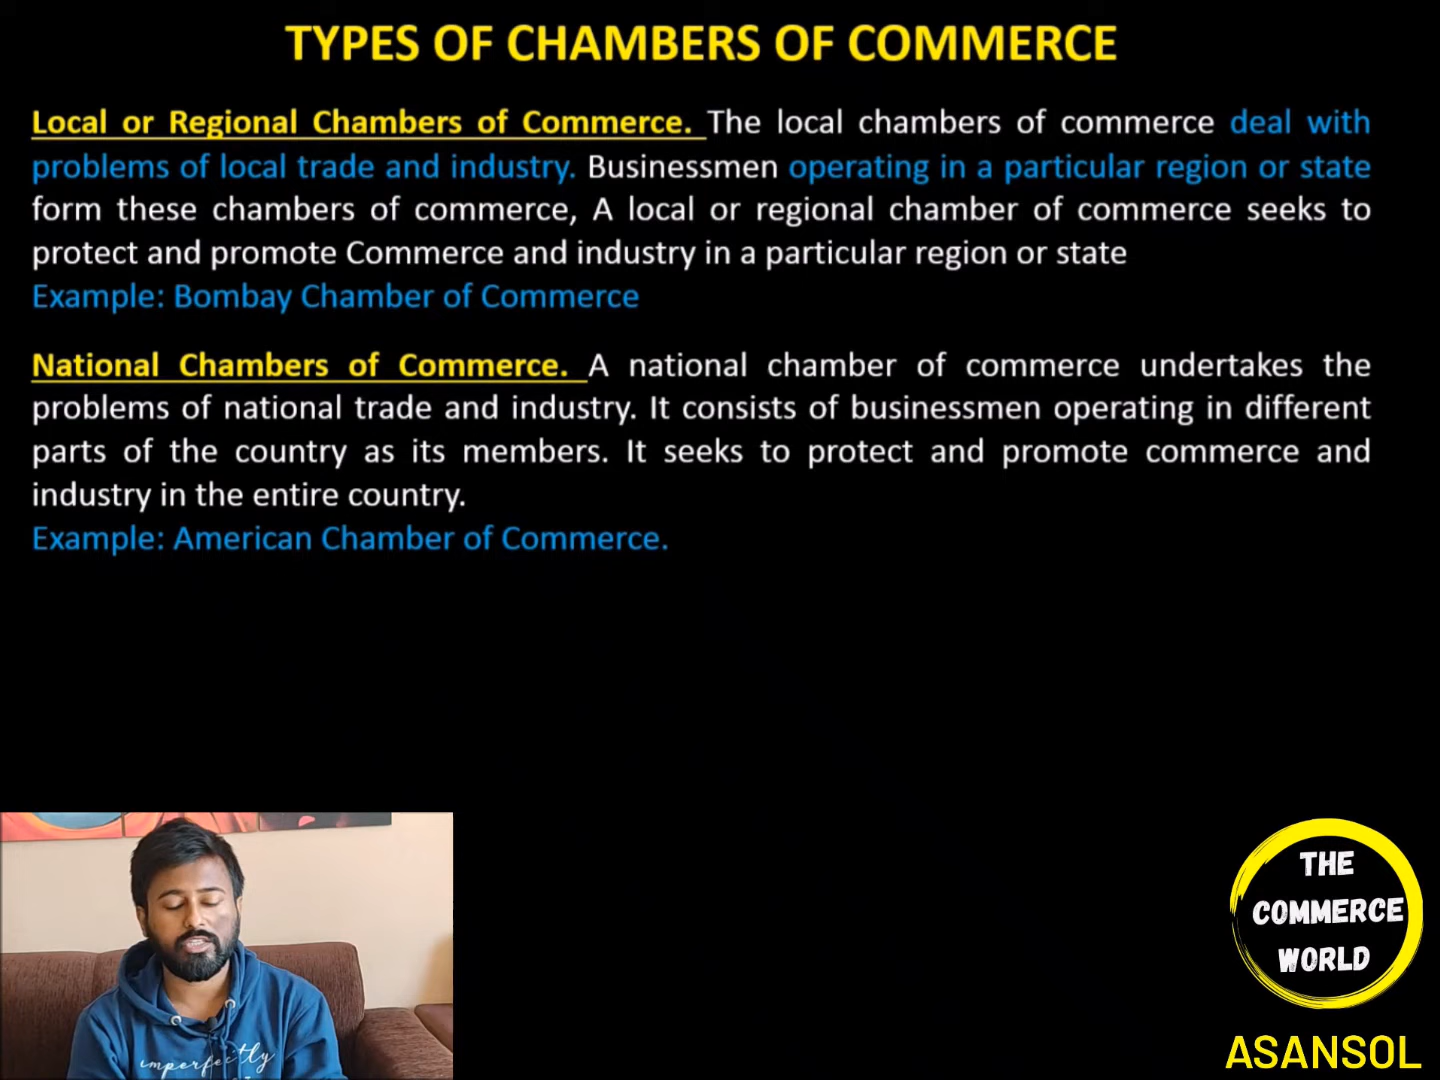 TYPES OF CHAMBERS OF COMMERCE
Local or Regional Chambers of Commerce. The local chambers of commerce deal with
problems of local trade and industry. Businessmen operating in a particular region or state
form these chambers of commerce, A local or regional chamber of commerce seeks to
protect and promote Commerce and industry in a particular region or state
Example: Bombay Chamber of Commerce
National Chambers of Commerce. A national chamber of commerce undertakes the
problems of national trade and industry. It consists of businessmen operating in different
parts of the country as its members. It seeks to protect and promote commerce and
industry in the entire country.
Example: American Chamber of Commerce.
imperfectly
THE
COMMERCE
WORLD
ASANSOL